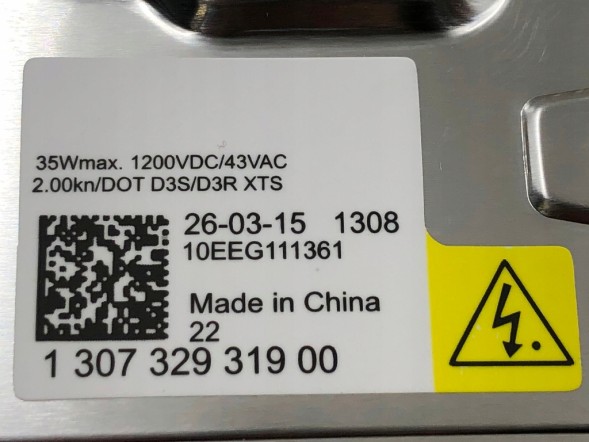 35Wmax. 1200VDC/43VAC
2.00kn/DOT D3S/D3R XTS
26-03-15 1308
10EEG111361
Made in China
22
1 307 329 319 00